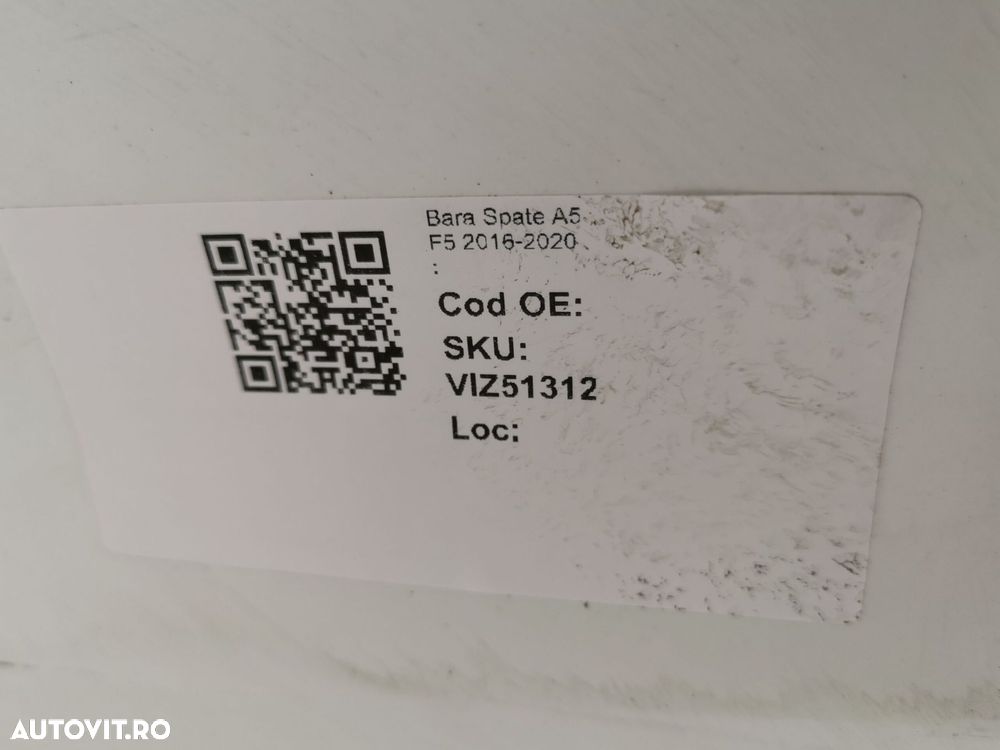 Bara Spate A5
F5 2016-2020
:
Cod OE:
SKU:
VIZ51312
Loc:
AUTOVIT.RO